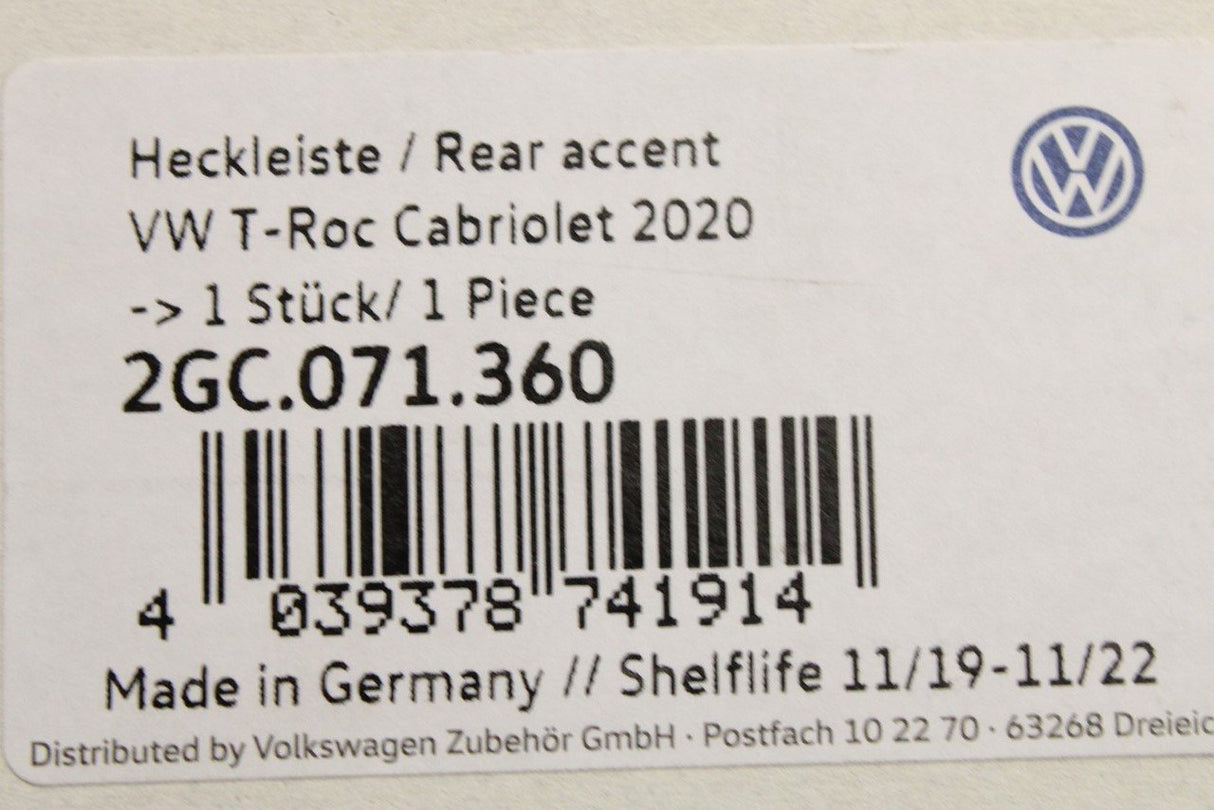 Heckleiste / Rear accent
VW T-Roc Cabriolet 2020
-> 1 Stück/ 1 Piece
2GC.071.360
4 039378 741914
Made in Germany // Shelflife 11/19-11/22
Distributed by Volkswagen Zubehör GmbH · Postfach 10 22 70 · 63268 Dreieic